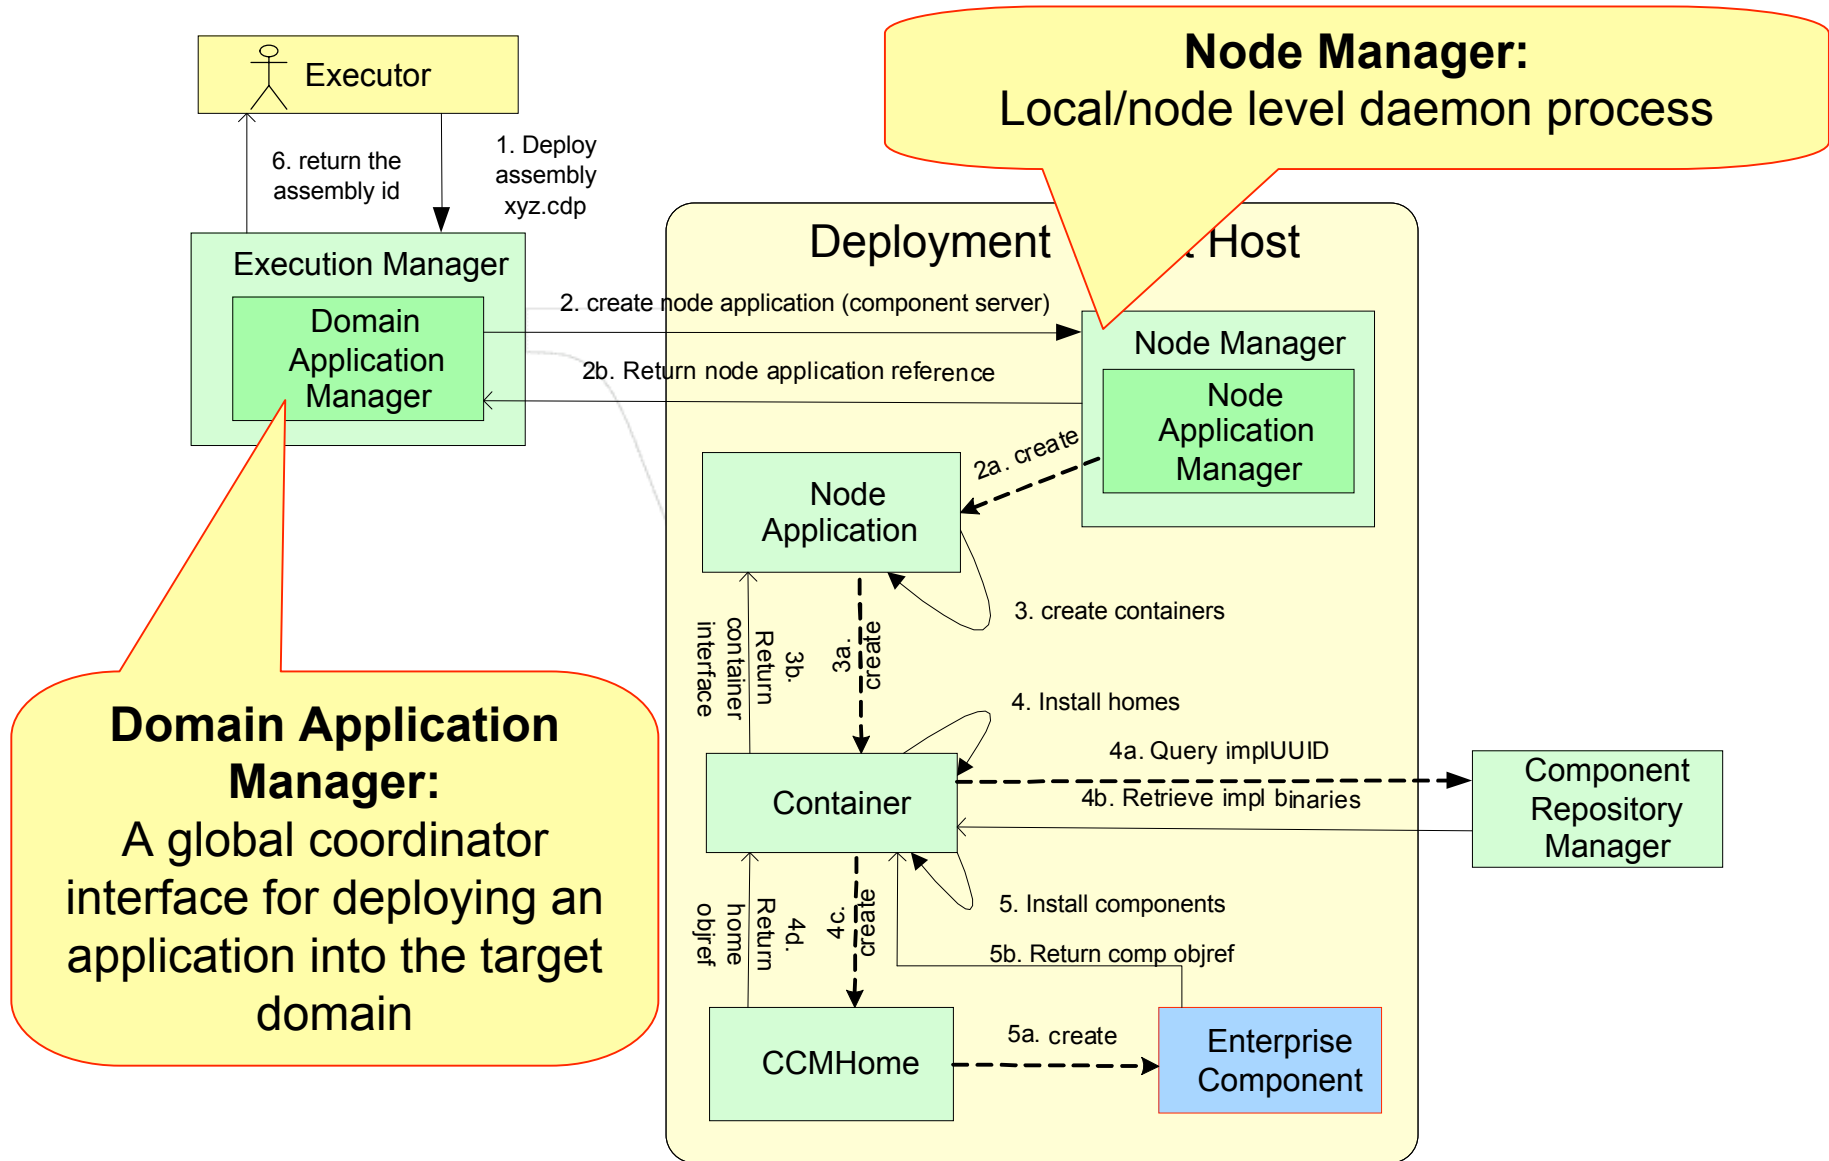 Node Manager:
Local/node level daemon process
Executor
1. Deploy
assembly
xyz.cdp
6. return the
assembly id
Deployment
Host
Execution Manager
Domain
Application
Manager
2. create node application (component server)
2b. Return node application reference
Node Manager
Node
Application
Manager
2a. create
Node
Application
3. create containers
3a.
create
3b.
Return
container
interface
4. Install homes
4a. Query implUUID
4b. Retrieve impl binaries
Container
Component
Repository
Manager
Domain Application
Manager:
A global coordinator
interface for deploying an
application into the target
domain
4c.
create
4d.
Return
home
objref
5. Install components
5b. Return comp objref
CCMHome
5a. create
Enterprise
Component